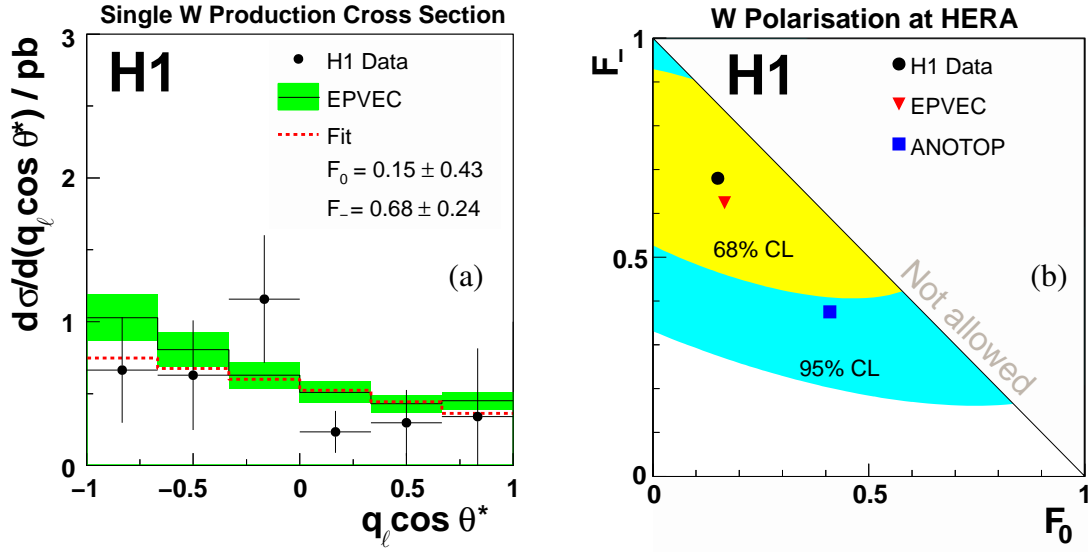 Single W Production Cross Section
H1
H1 Data
EPVEC
Fit
F₀ = 0.15 ± 0.43
F₋ = 0.68 ± 0.24
(a)
dσ/d(q_ℓ cos θ*) / pb
3
2
1
0
−1
−0.5
0
0.5
1
q_ℓ cos θ*
W Polarisation at HERA
H1
H1 Data
EPVEC
ANOTOP
68% CL
95% CL
Not allowed
(b)
F₋
1
0.5
0
0
0.5
1
F₀